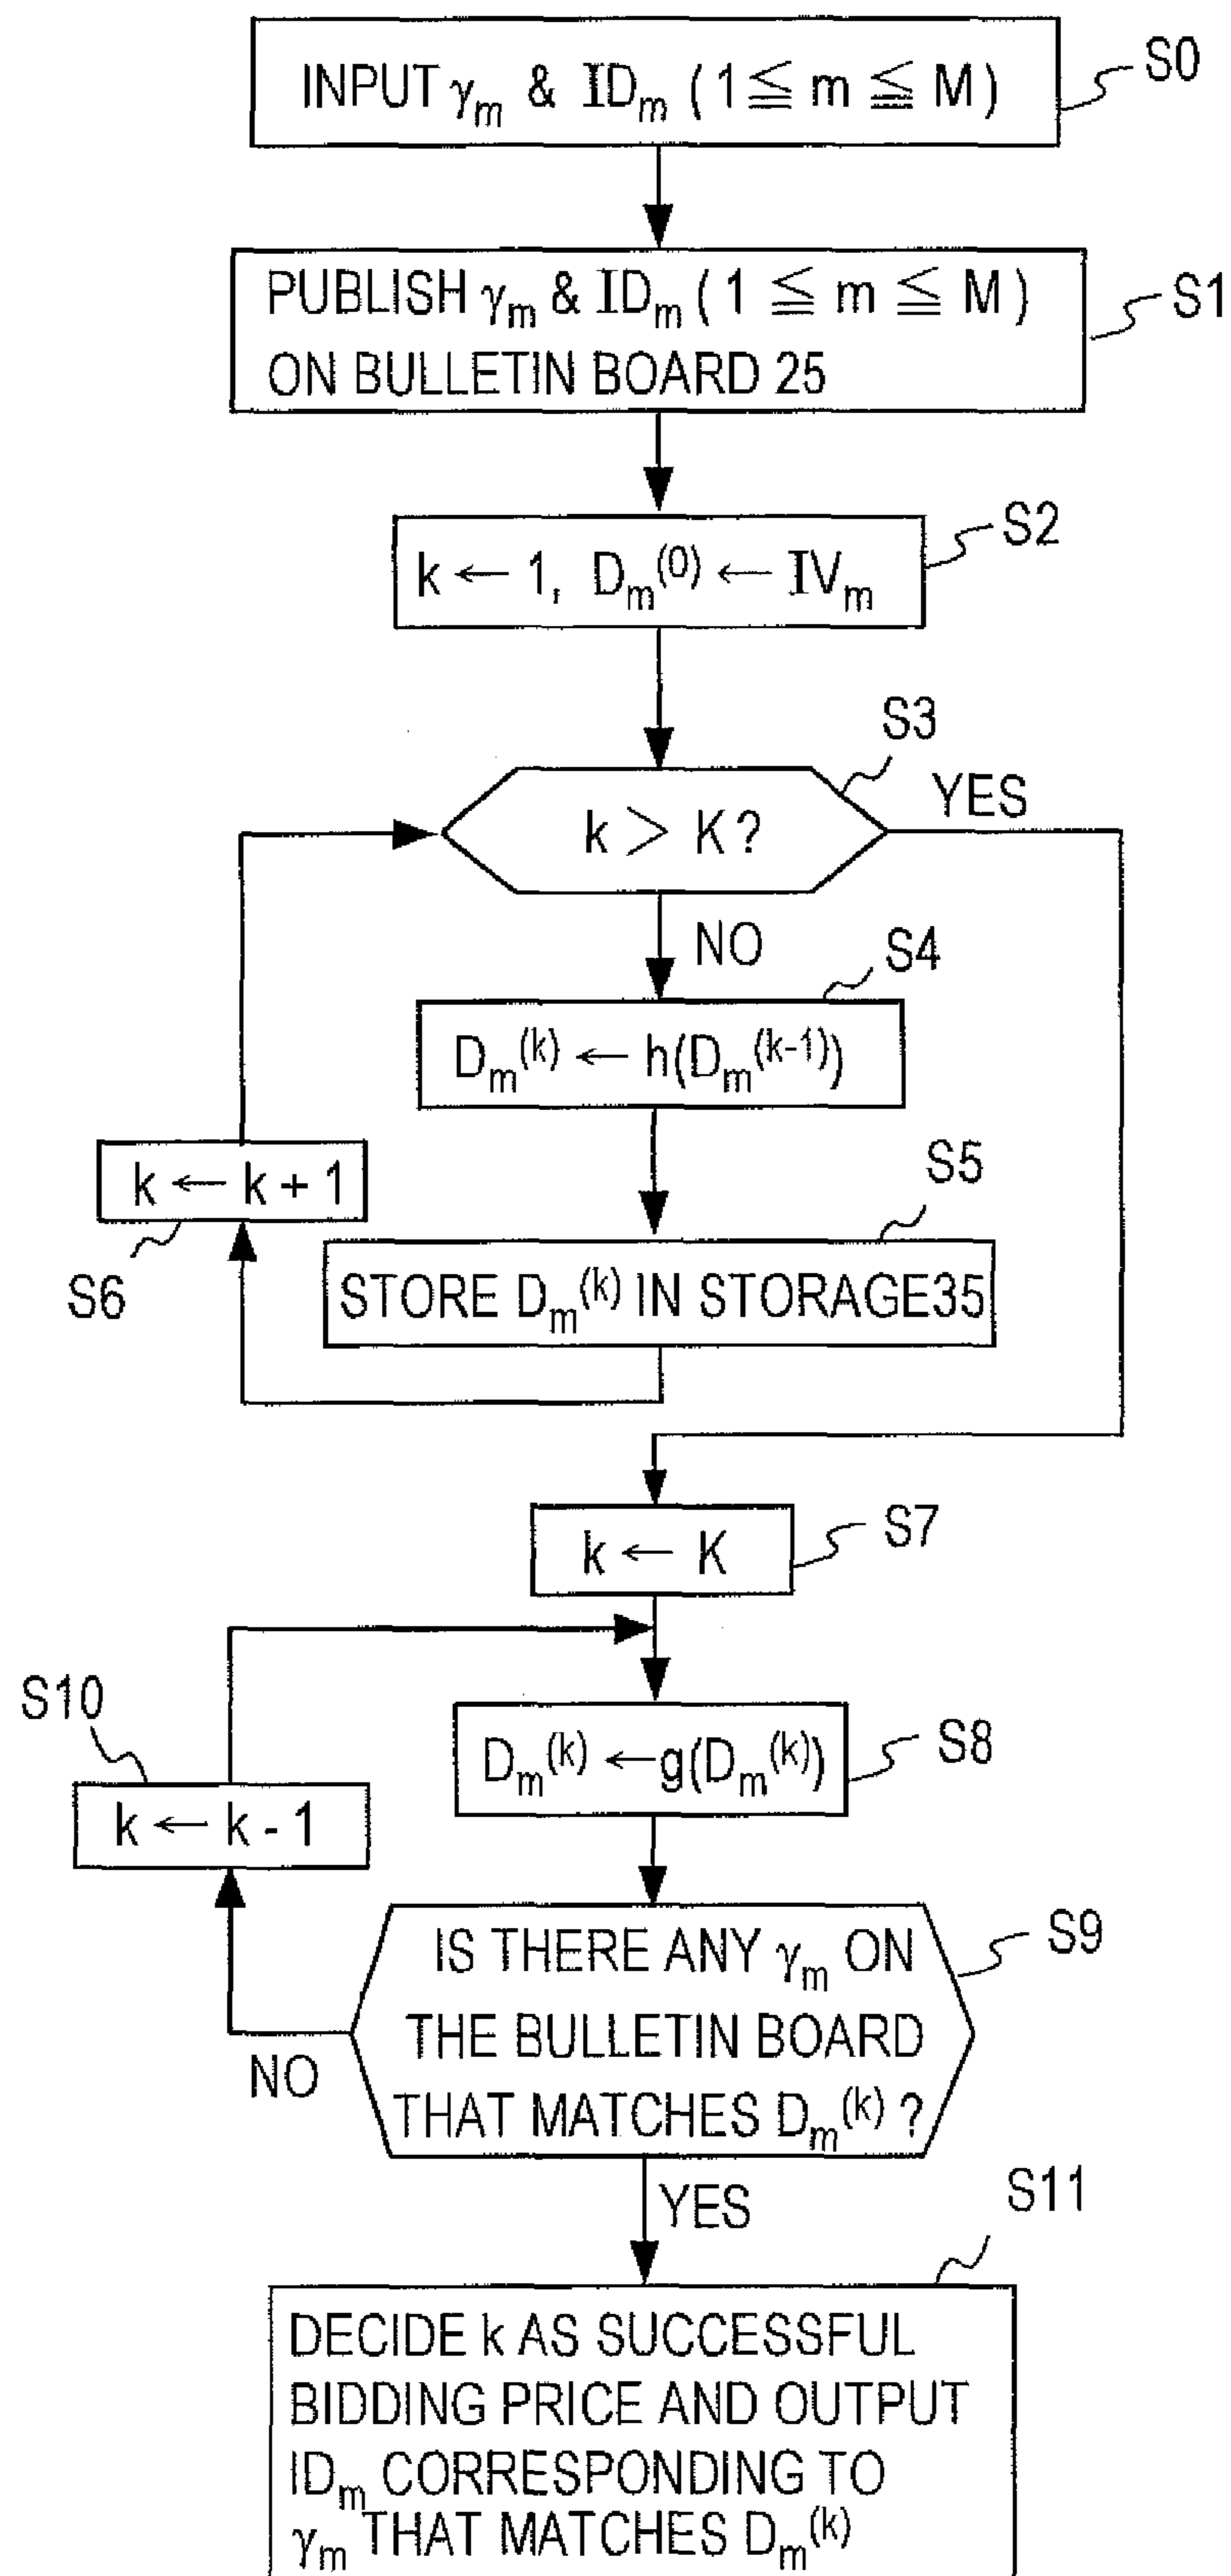 INPUT γm & IDm ( 1 ≦ m ≦ M )
S0
PUBLISH γm & IDm ( 1 ≦ m ≦ M )
ON BULLETIN BOARD 25
S1
k ← 1, Dm(0) ← IVm
S2
k > K ?
S3
YES
NO
Dm(k) ← h(Dm(k-1))
S4
k ← k + 1
S6
STORE Dm(k) IN STORAGE35
S5
k ← K
S7
Dm(k) ← g(Dm(k))
S8
S10
k ← k - 1
IS THERE ANY γm ON
THE BULLETIN BOARD
THAT MATCHES Dm(k) ?
S9
NO
YES
S11
DECIDE k AS SUCCESSFUL
BIDDING PRICE AND OUTPUT
IDm CORRESPONDING TO
γm THAT MATCHES Dm(k)